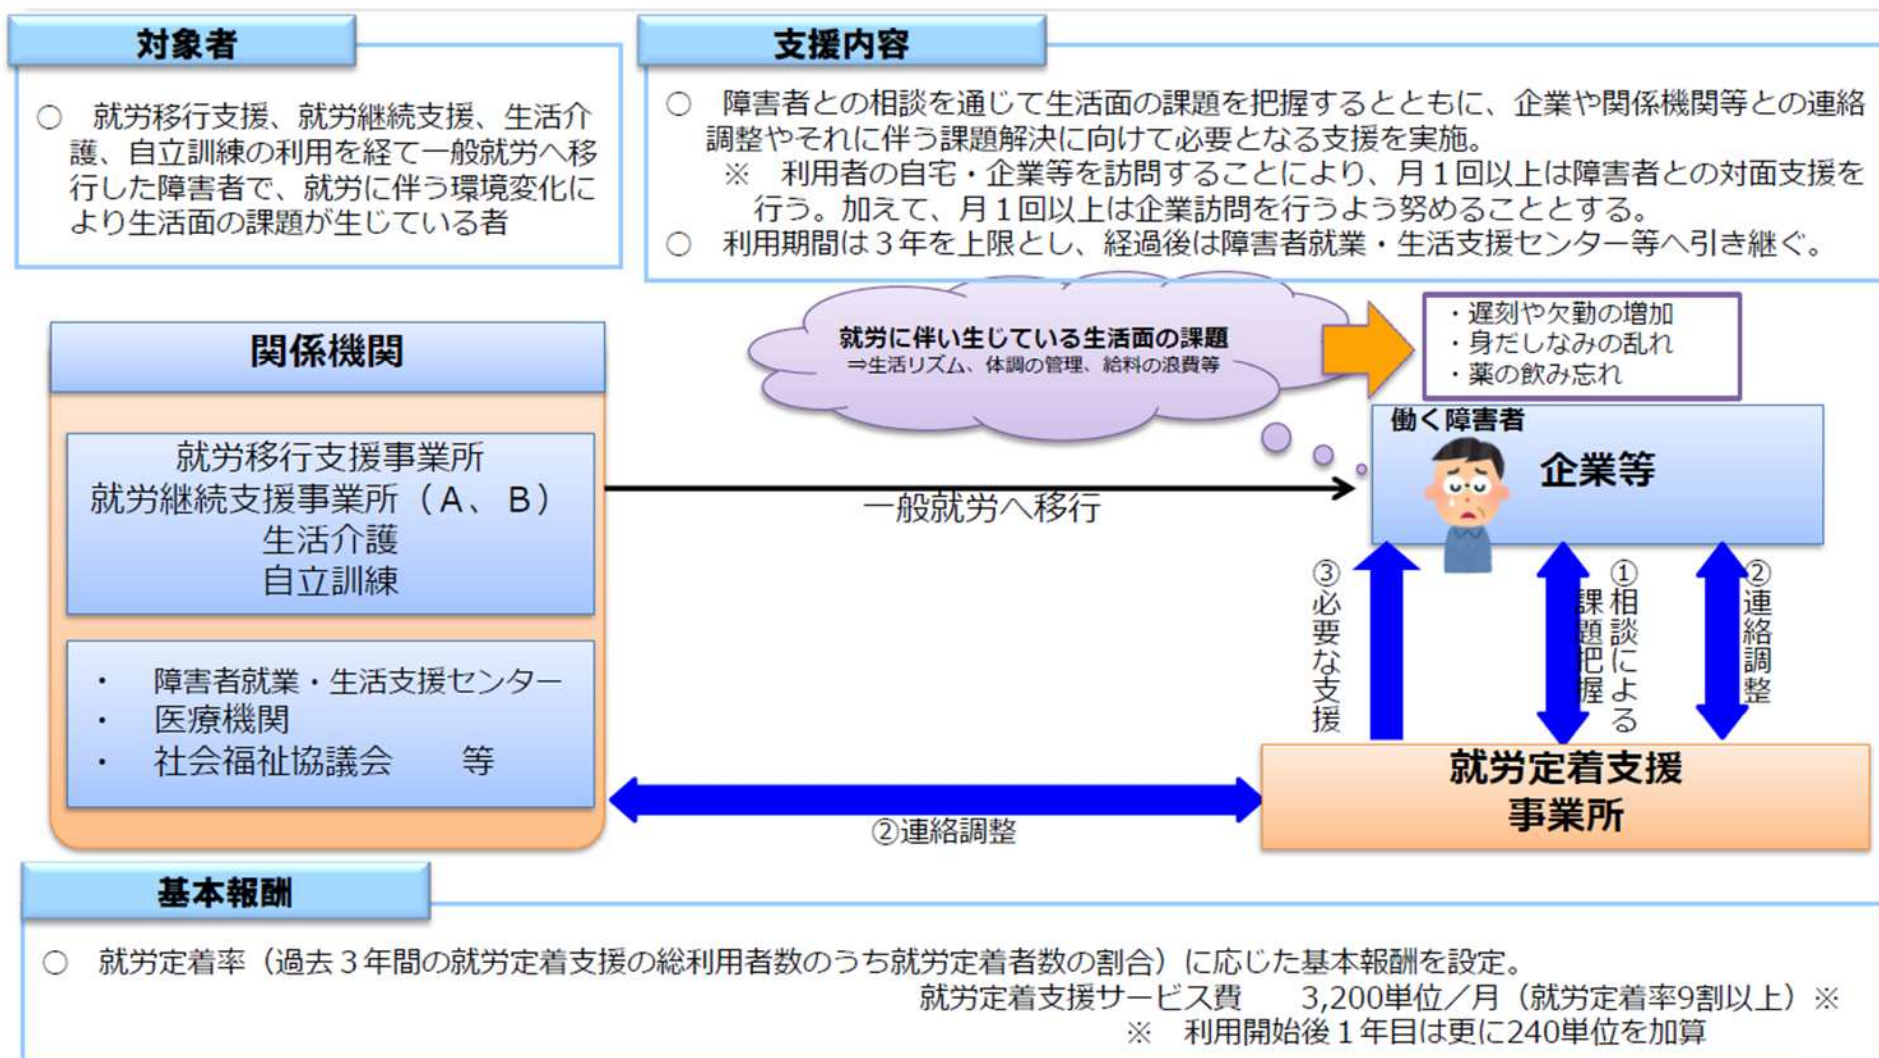 対象者
○　就労移行支援、就労継続支援、生活介
護、自立訓練の利用を経て一般就労へ移
行した障害者で、就労に伴う環境変化に
より生活面の課題が生じている者
支援内容
○　障害者との相談を通じて生活面の課題を把握するとともに、企業や関係機関等との連絡
調整やそれに伴う課題解決に向けて必要となる支援を実施。
※　利用者の自宅・企業等を訪問することにより、月１回以上は障害者との対面支援を
行う。加えて、月１回以上は企業訪問を行うよう努めることとする。
○　利用期間は３年を上限とし、経過後は障害者就業・生活支援センター等へ引き継ぐ。
関係機関
就労移行支援事業所
就労継続支援事業所（Ａ、Ｂ）
生活介護
自立訓練
・　障害者就業・生活支援センター
・　医療機関
・　社会福祉協議会　　等
就労に伴い生じている生活面の課題
⇒生活リズム、体調の管理、給料の浪費等
・遅刻や欠勤の増加
・身だしなみの乱れ
・薬の飲み忘れ
働く障害者
企業等
一般就労へ移行
③必要な支援
①相談による
課題把握
②連絡調整
就労定着支援
事業所
②連絡調整
基本報酬
○　就労定着率（過去３年間の就労定着支援の総利用者数のうち就労定着者数の割合）に応じた基本報酬を設定。
就労定着支援サービス費　　3,200単位／月（就労定着率9割以上）※
※　利用開始後１年目は更に240単位を加算